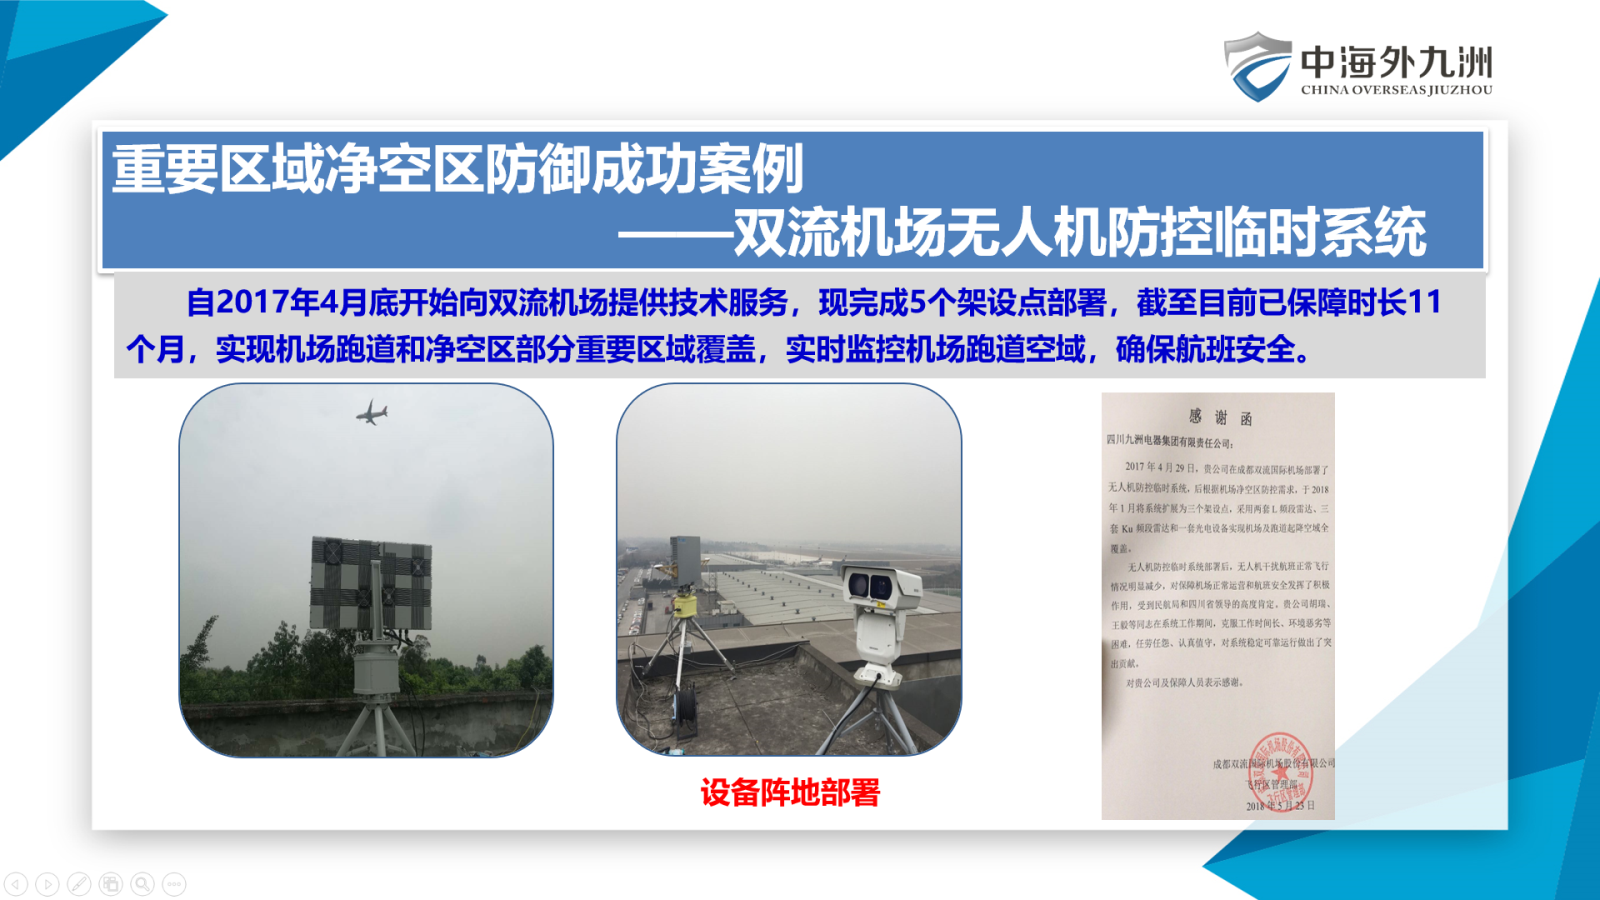 中海外九洲
CHINA OVERSEAS JIUZHOU
重要区域净空区防御成功案例
——双流机场无人机防控临时系统
自2017年4月底开始向双流机场提供技术服务，现完成5个架设点部署，截至目前已保障时长11
个月，实现机场跑道和净空区部分重要区域覆盖，实时监控机场跑道空域，确保航班安全。
设备阵地部署
感 谢 函
四川九洲电器集团有限责任公司：
2017 年 4 月 29 日，贵公司在成都双流国际机场部署了
无人机防控临时系统，后根据机场净空区防控需求，于 2018
年 1 月将系统扩展为三个架设点，采用两套 L 频段雷达、三
套 Ku 频段雷达和一套光电设备实现机场及跑道起降空域全
覆盖。
无人机防控临时系统部署后，无人机干扰航班正常飞行
情况明显减少，对保障机场正常运营和航班安全发挥了积极
作用，受到民航局和四川省领导的高度肯定。贵公司胡瑞、
王毅等同志在系统工作期间，克服工作时间长、环境恶劣等
困难，任劳任怨、认真值守，对系统稳定可靠运行做出了突
出贡献。
对贵公司及保障人员表示感谢。
成都双流国际机场股份有限公司
飞行区管理部
2018 年 5 月 23 日